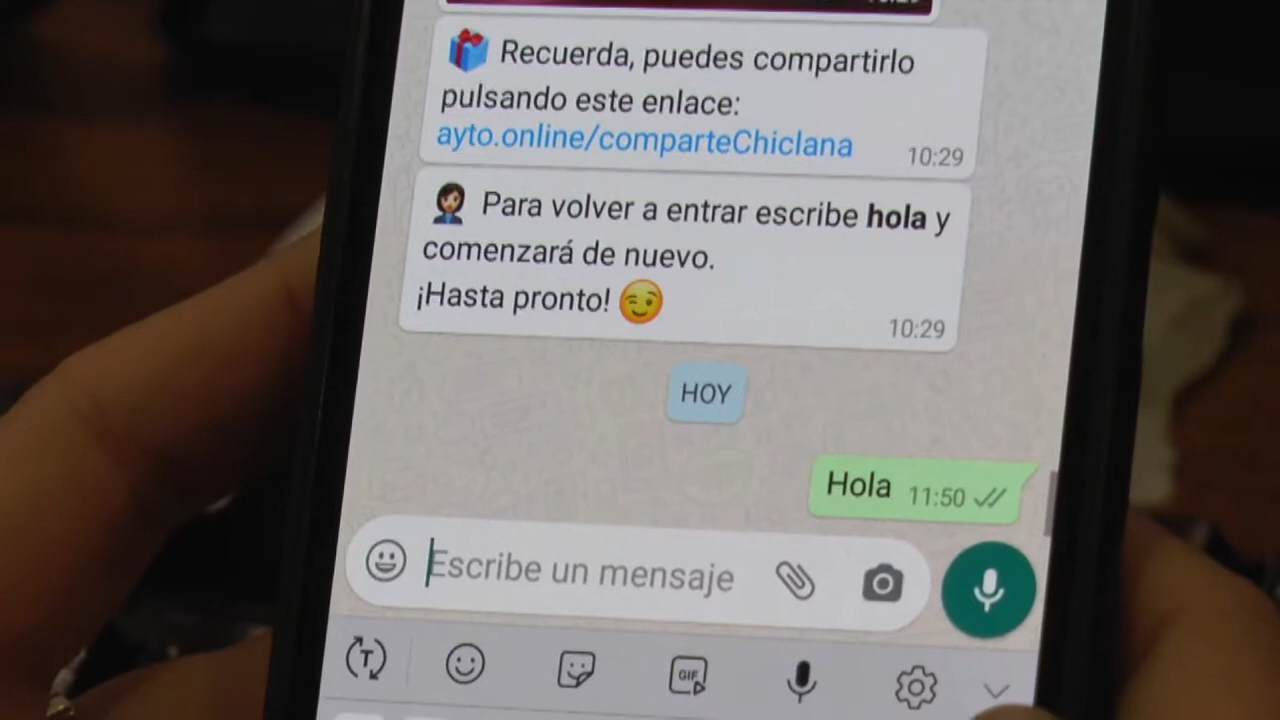 Recuerda, puedes compartirlo
pulsando este enlace:
ayto.online/comparteChiclana
10:29
Para volver a entrar escribe hola y
comenzará de nuevo.
¡Hasta pronto!
10:29
HOY
Hola 11:50
Escribe un mensaje
T
GIF